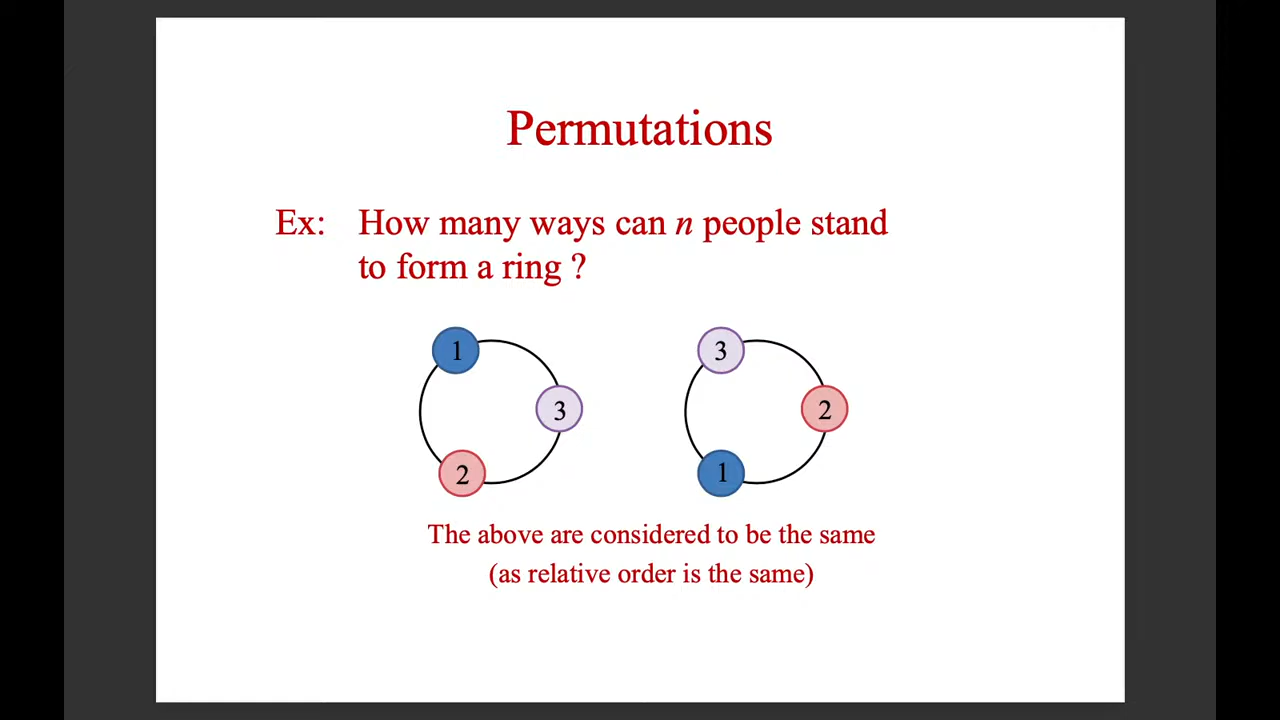 Permutations
Ex: How many ways can n people stand
to form a ring ?
1
3
3
2
2
1
The above are considered to be the same
(as relative order is the same)